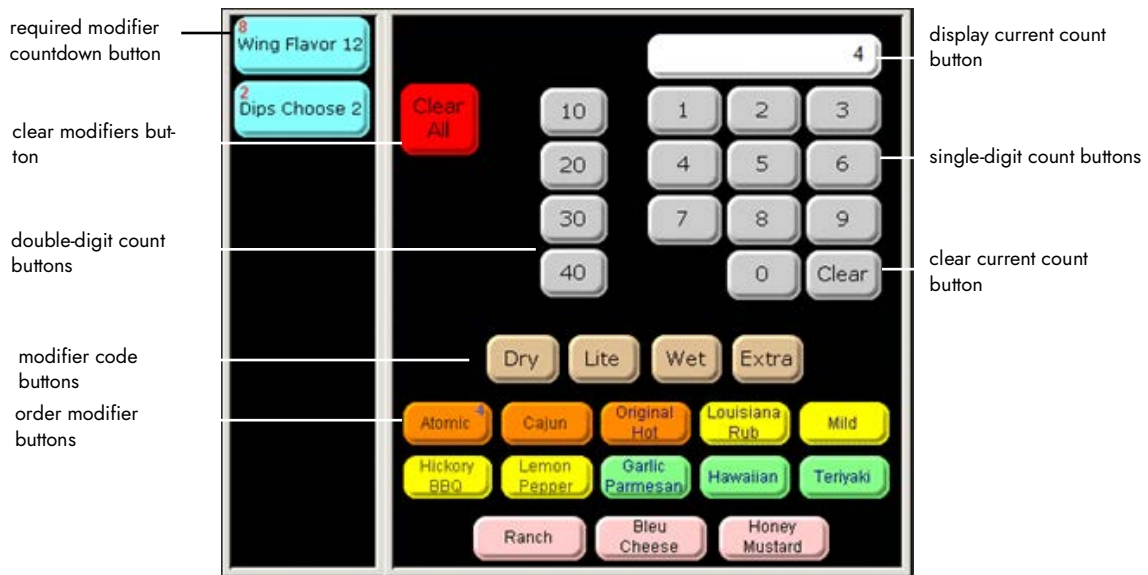 required modifier
countdown button
clear modifiers but-
ton
double-digit count
buttons
modifier code
buttons
order modifier
buttons
8
Wing Flavor 12
2
Dips Choose 2
Clear
All
4
10
1
2
3
20
4
5
6
30
7
8
9
40
0
Clear
Dry
Lite
Wet
Extra
Atomic
4
Cajun
Original
Hot
Louisiana
Rub
Mild
Hickory
BBQ
Lemon
Pepper
Garlic
Parmesan
Hawaiian
Teriyaki
Ranch
Bleu
Cheese
Honey
Mustard
display current count
button
single-digit count buttons
clear current count
button